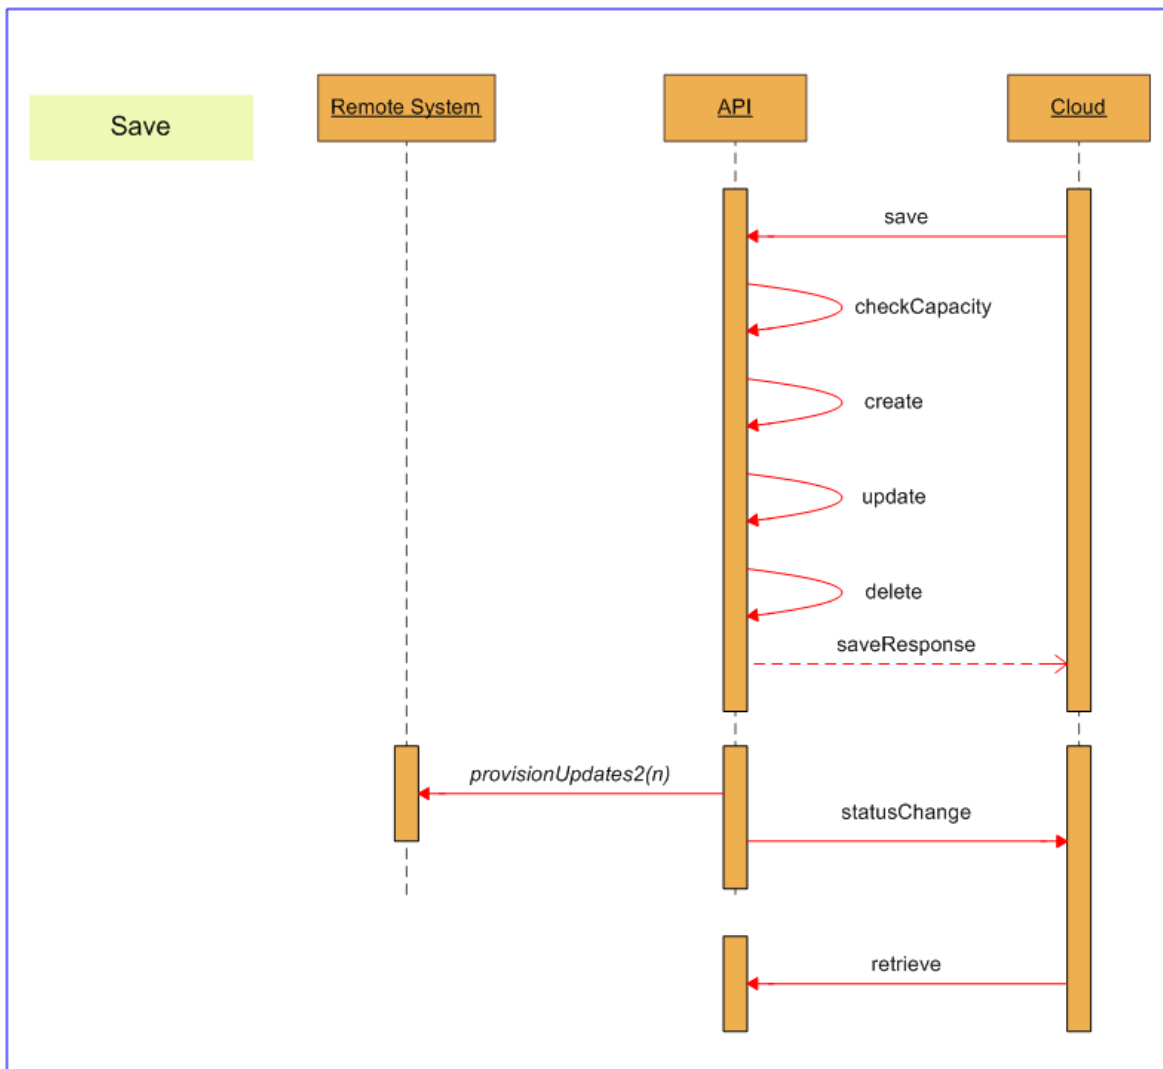 Save
Remote System
API
Cloud
save
checkCapacity
create
update
delete
saveResponse
provisionUpdates2(n)
statusChange
retrieve